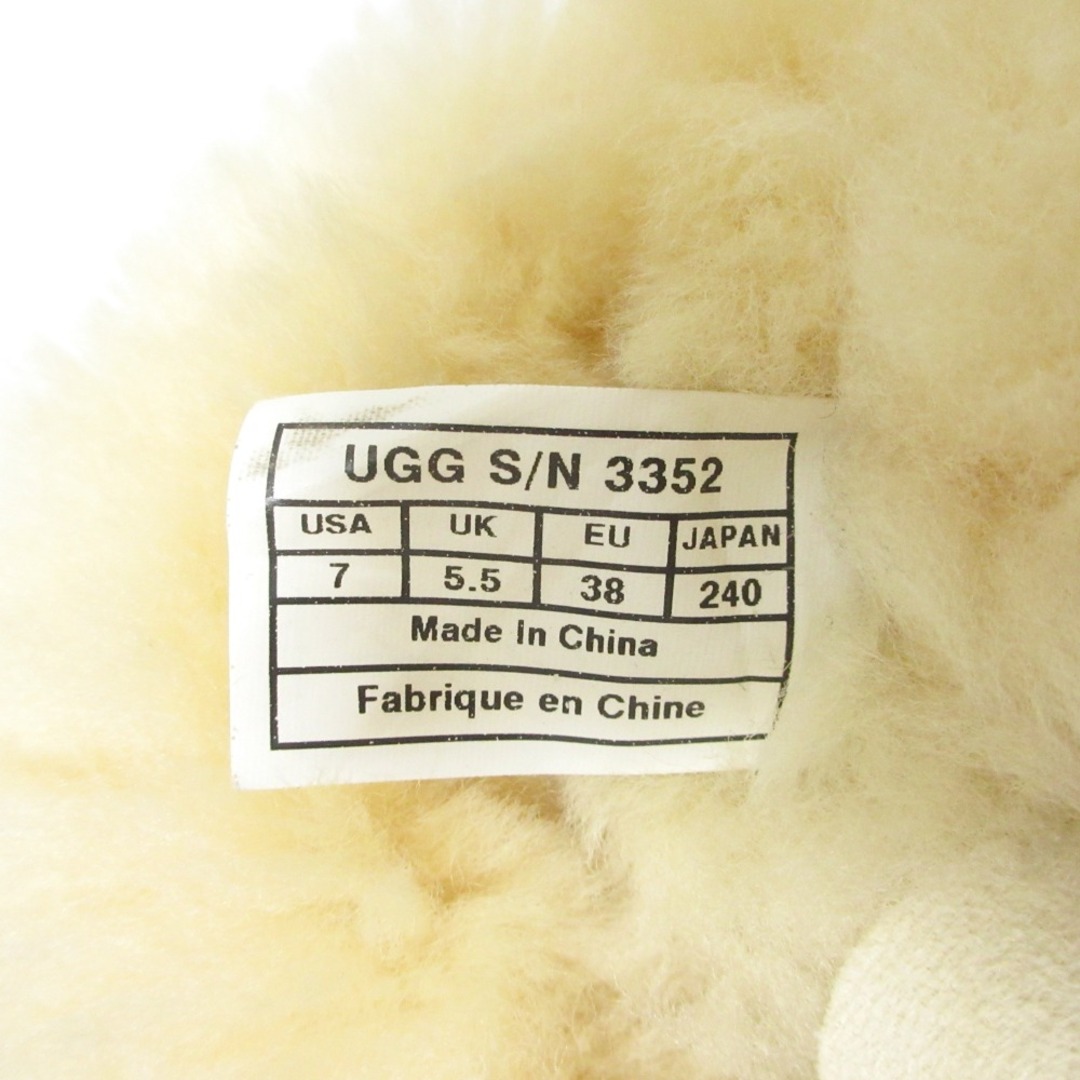 UGG S/N 3352
USA UK EU JAPAN
7 5.5 38 240
Made In China
Fabrique en Chine